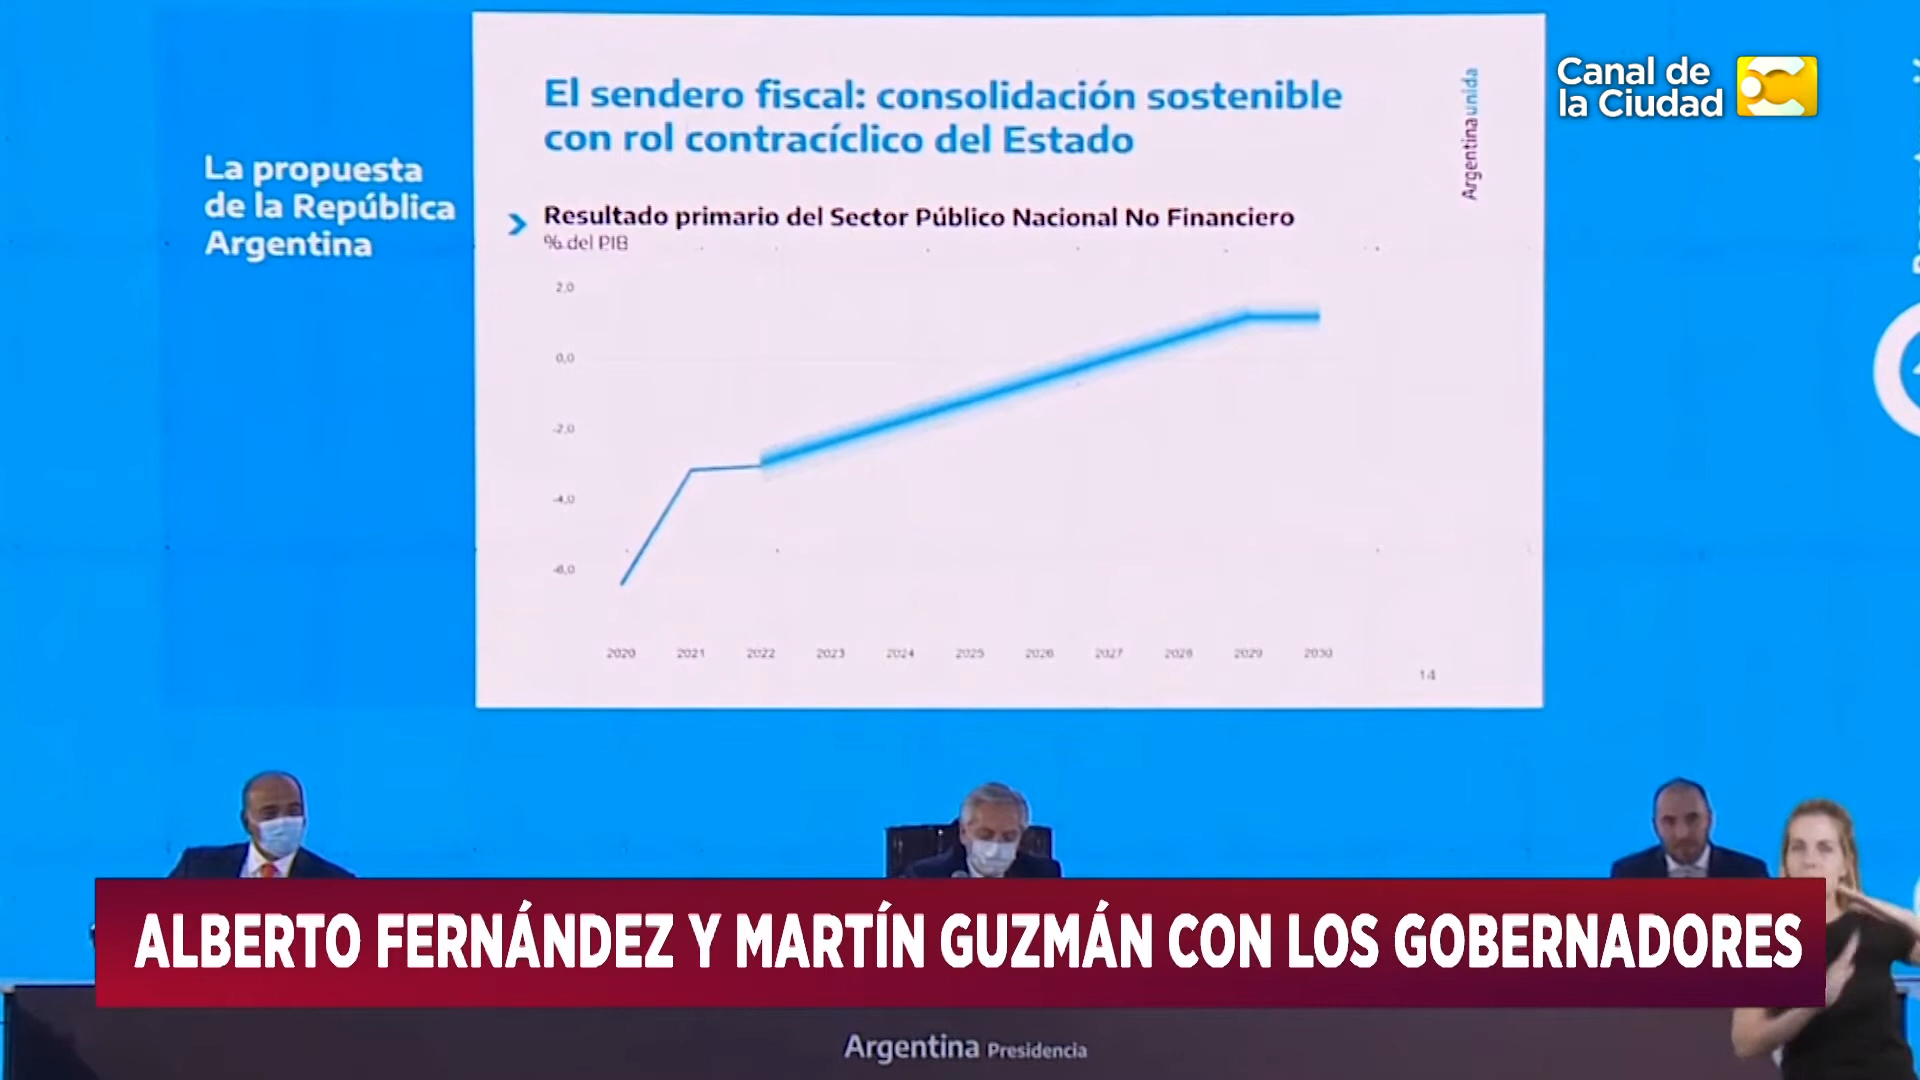 Canal de
la Ciudad
La propuesta
de la República
Argentina
El sendero fiscal: consolidación sostenible
con rol contracíclico del Estado
Argentinaunida
Resultado primario del Sector Público Nacional No Financiero
% del PIB
2,0
0,0
-2,0
-4,0
-6,0
2020 2021 2022 2023 2024 2025 2026 2027 2028 2029 2030
14
ALBERTO FERNÁNDEZ Y MARTÍN GUZMÁN CON LOS GOBERNADORES
Argentina Presidencia